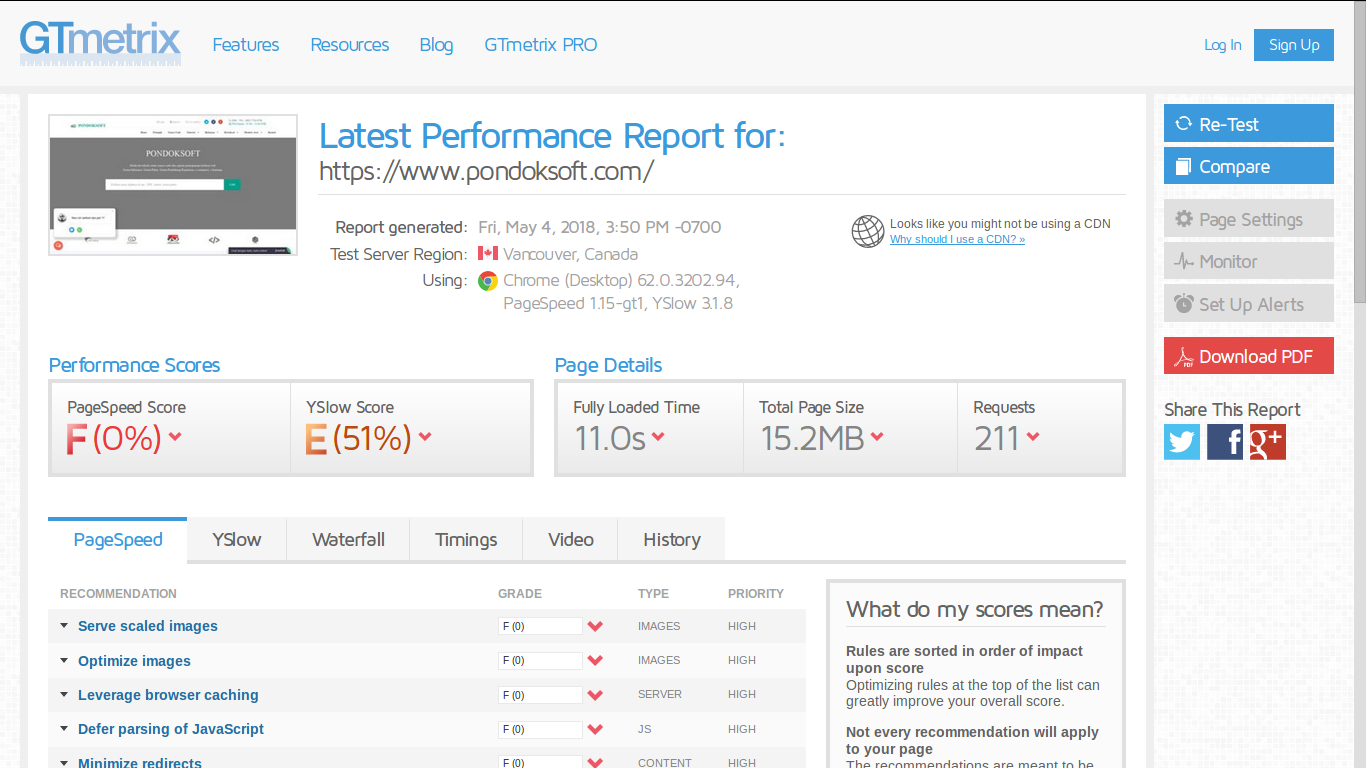 GTmetrix
Features
Resources
Blog
GTmetrix PRO
Log In
Sign Up
PONDOKSOFT
PONDOKSOFT
Latest Performance Report for:
https://www.pondoksoft.com/
Report generated: Fri, May 4, 2018, 3:50 PM -0700
Test Server Region: Vancouver, Canada
Using: Chrome (Desktop) 62.0.3202.94,
PageSpeed 1.15-gt1, YSlow 3.1.8
Looks like you might not be using a CDN
Why should I use a CDN? »
Re-Test
Compare
Page Settings
Monitor
Set Up Alerts
PDF
Download PDF
Share This Report
f
g+
Performance Scores
PageSpeed Score
F (0%)
YSlow Score
E (51%)
Page Details
Fully Loaded Time
11.0s
Total Page Size
15.2MB
Requests
211
PageSpeed
YSlow
Waterfall
Timings
Video
History
RECOMMENDATION GRADE TYPE PRIORITY
Serve scaled images F (0) IMAGES HIGH
Optimize images F (0) IMAGES HIGH
Leverage browser caching F (0) SERVER HIGH
Defer parsing of JavaScript F (0) JS HIGH
Minimize redirects F (0) CONTENT HIGH
What do my scores mean?
Rules are sorted in order of impact
upon score
Optimizing rules at the top of the list can
greatly improve your overall score.
Not every recommendation will apply
to your page
The recommendations are meant to be